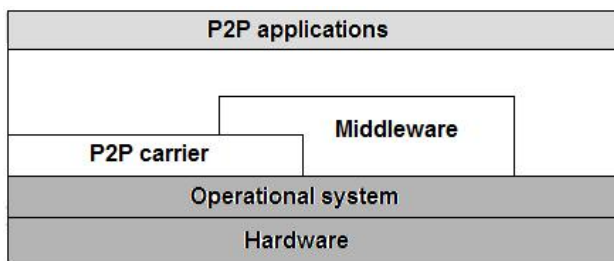 P2P applications
Middleware
P2P carrier
Operational system
Hardware